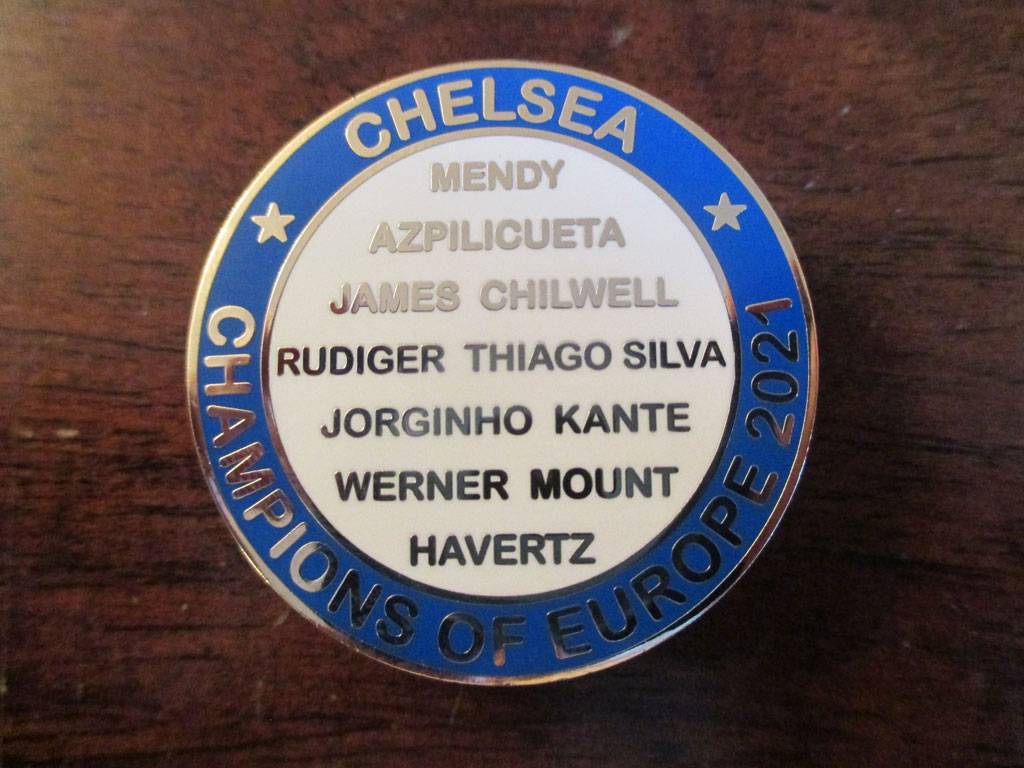 CHELSEA
MENDY
AZPILICUETA
JAMES CHILWELL
RUDIGER THIAGO SILVA
JORGINHO KANTE
WERNER MOUNT
HAVERTZ
CHAMPIONS OF EUROPE 2021